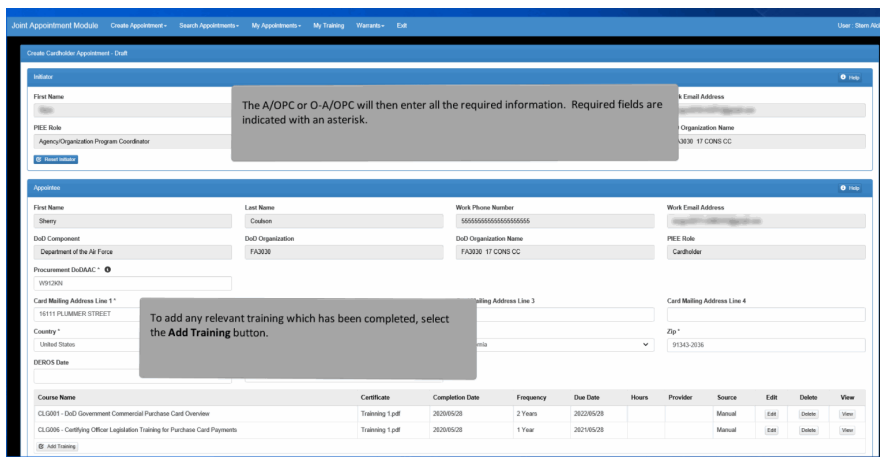 Joint Appointment Module Create Appointment Search Appointments My Appointments My Training Warrants Exit User : Stern Alde
Create Cardholder Appointment - Draft
Initiator Help
First Name k Email Address
The A/OPC or O-A/OPC will then enter all the required information. Required fields are
indicated with an asterisk.
PIEE Role Organization Name
Agency/Organization Program Coordinator A3030 17 CONS CC
Reset Initiator
Appointee Help
First Name Last Name Work Phone Number Work Email Address
Sherry Coulson 55555555555555555555
DoD Component DoD Organization DoD Organization Name PIEE Role
Department of the Air Force FA3030 FA3030 17 CONS CC Cardholder
Procurement DoDAAC *
W912KN
Card Mailing Address Line 1 * ailing Address Line 3 Card Mailing Address Line 4
16111 PLUMMER STREET
To add any relevant training which has been completed, select
the Add Training button.
Country * Zip *
United States rnia 91343-2036
DEROS Date
Course Name Certificate Completion Date Frequency Due Date Hours Provider Source Edit Delete View
CLG001 - DoD Government Commercial Purchase Card Overview Trainning 1.pdf 2020/05/28 2 Years 2022/05/28 Manual Edit Delete View
CLG006 - Certifying Officer Legislation Training for Purchase Card Payments Trainning 1.pdf 2020/05/28 1 Year 2021/05/28 Manual Edit Delete View
Add Training